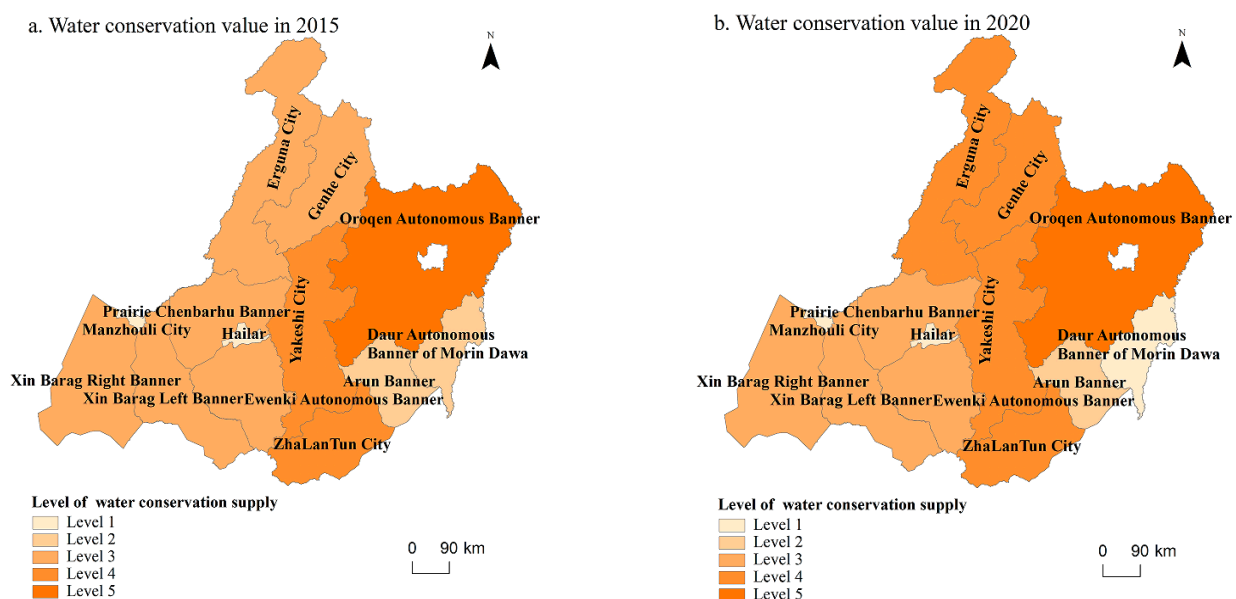 a. Water conservation value in 2015
N
Erguna City
Genhe City
Oroqen Autonomous Banner
Yakeshi City
Prairie Chenbarhu Banner
Manzhouli City
Hailar
Daur Autonomous
Banner of Morin Dawa
Xin Barag Right Banner
Arun Banner
Xin Barag Left Banner
Ewenki Autonomous Banner
ZhaLanTun City
Level of water conservation supply
Level 1
Level 2
Level 3
Level 4
Level 5
0 90 km
b. Water conservation value in 2020
N
Erguna City
Genhe City
Oroqen Autonomous Banner
Yakeshi City
Prairie Chenbarhu Banner
Manzhouli City
Hailar
Daur Autonomous
Banner of Morin Dawa
Xin Barag Right Banner
Arun Banner
Xin Barag Left Banner
Ewenki Autonomous Banner
ZhaLanTun City
Level of water conservation supply
Level 1
Level 2
Level 3
Level 4
Level 5
0 90 km